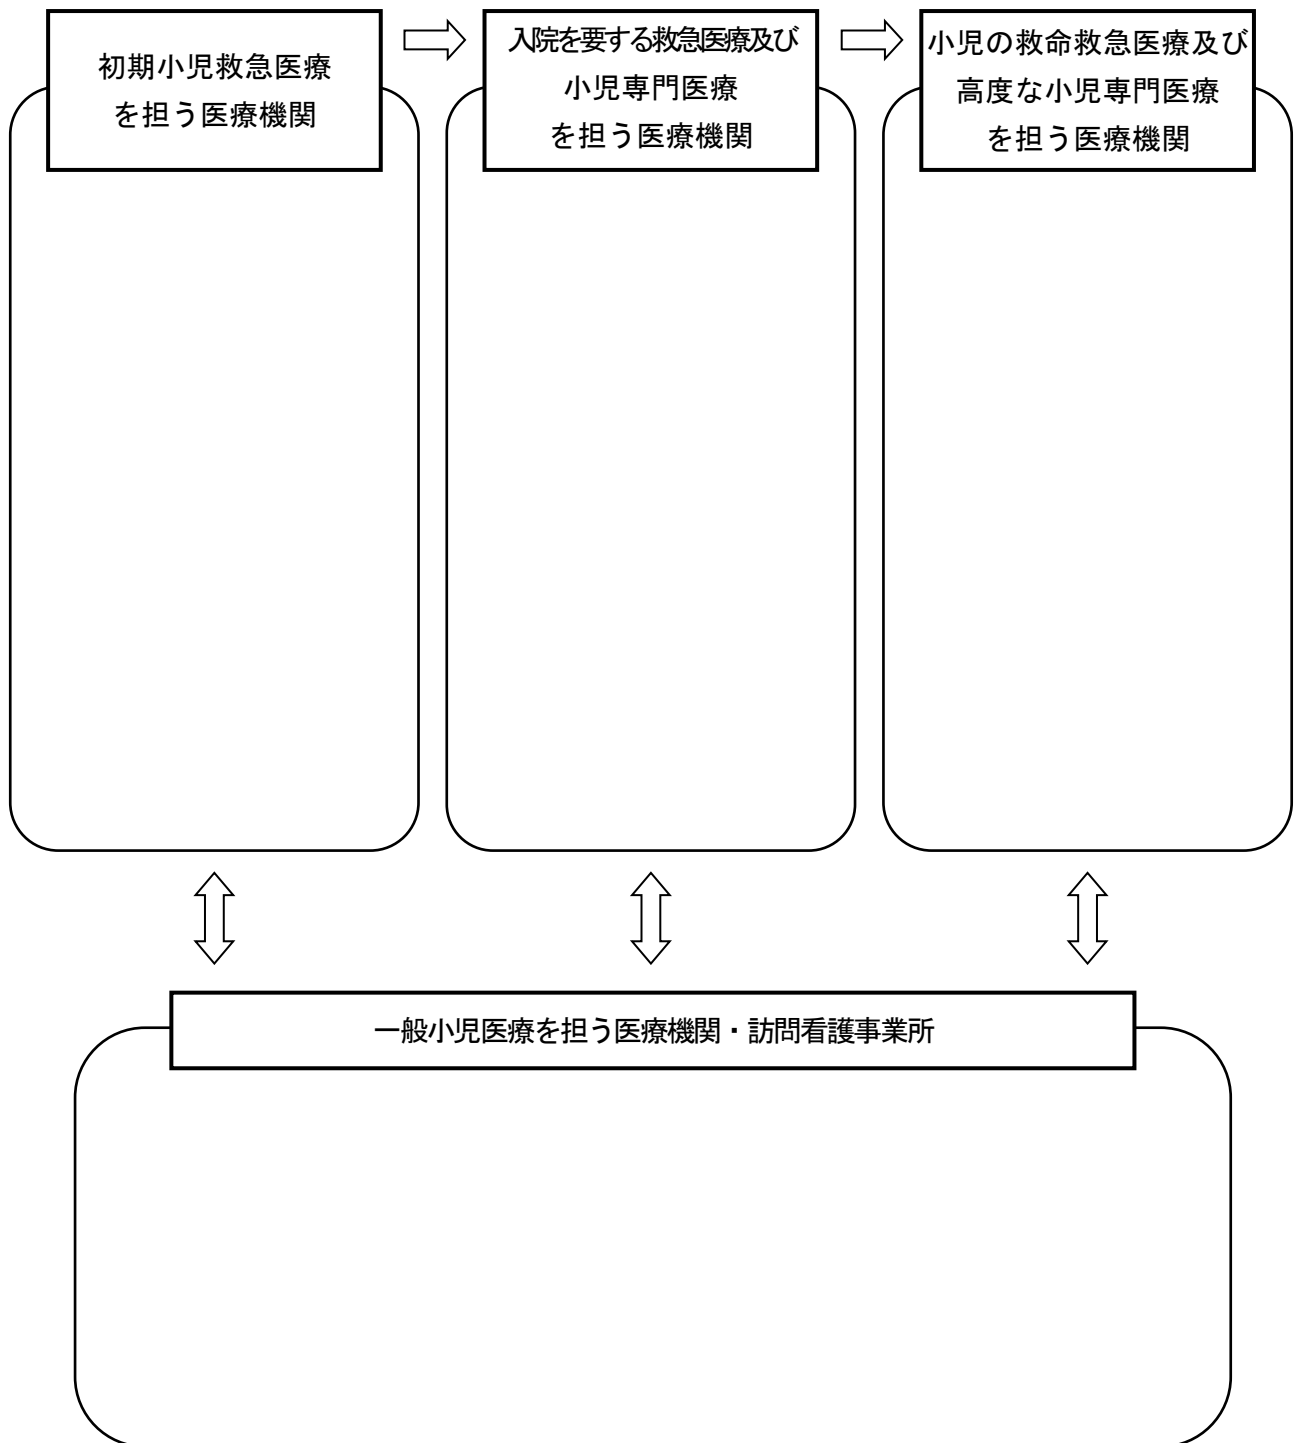 初期小児救急医療
を担う医療機関
入院を要する救急医療及び
小児専門医療
を担う医療機関
小児の救命救急医療及び
高度な小児専門医療
を担う医療機関
一般小児医療を担う医療機関・訪問看護事業所